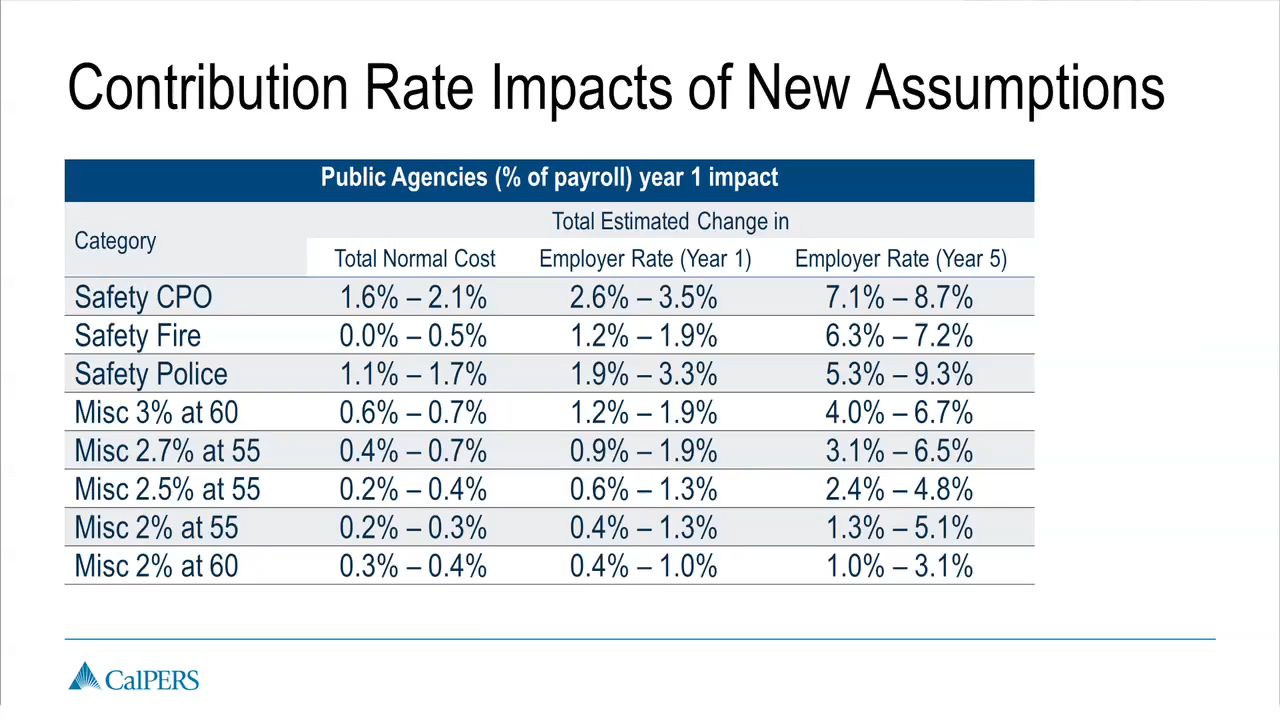 Contribution Rate Impacts of New Assumptions
Public Agencies (% of payroll) year 1 impact
Category
Total Estimated Change in
Total Normal Cost Employer Rate (Year 1) Employer Rate (Year 5)
Safety CPO 1.6% – 2.1% 2.6% – 3.5% 7.1% – 8.7%
Safety Fire 0.0% – 0.5% 1.2% – 1.9% 6.3% – 7.2%
Safety Police 1.1% – 1.7% 1.9% – 3.3% 5.3% – 9.3%
Misc 3% at 60 0.6% – 0.7% 1.2% – 1.9% 4.0% – 6.7%
Misc 2.7% at 55 0.4% – 0.7% 0.9% – 1.9% 3.1% – 6.5%
Misc 2.5% at 55 0.2% – 0.4% 0.6% – 1.3% 2.4% – 4.8%
Misc 2% at 55 0.2% – 0.3% 0.4% – 1.3% 1.3% – 5.1%
Misc 2% at 60 0.3% – 0.4% 0.4% – 1.0% 1.0% – 3.1%
CalPERS